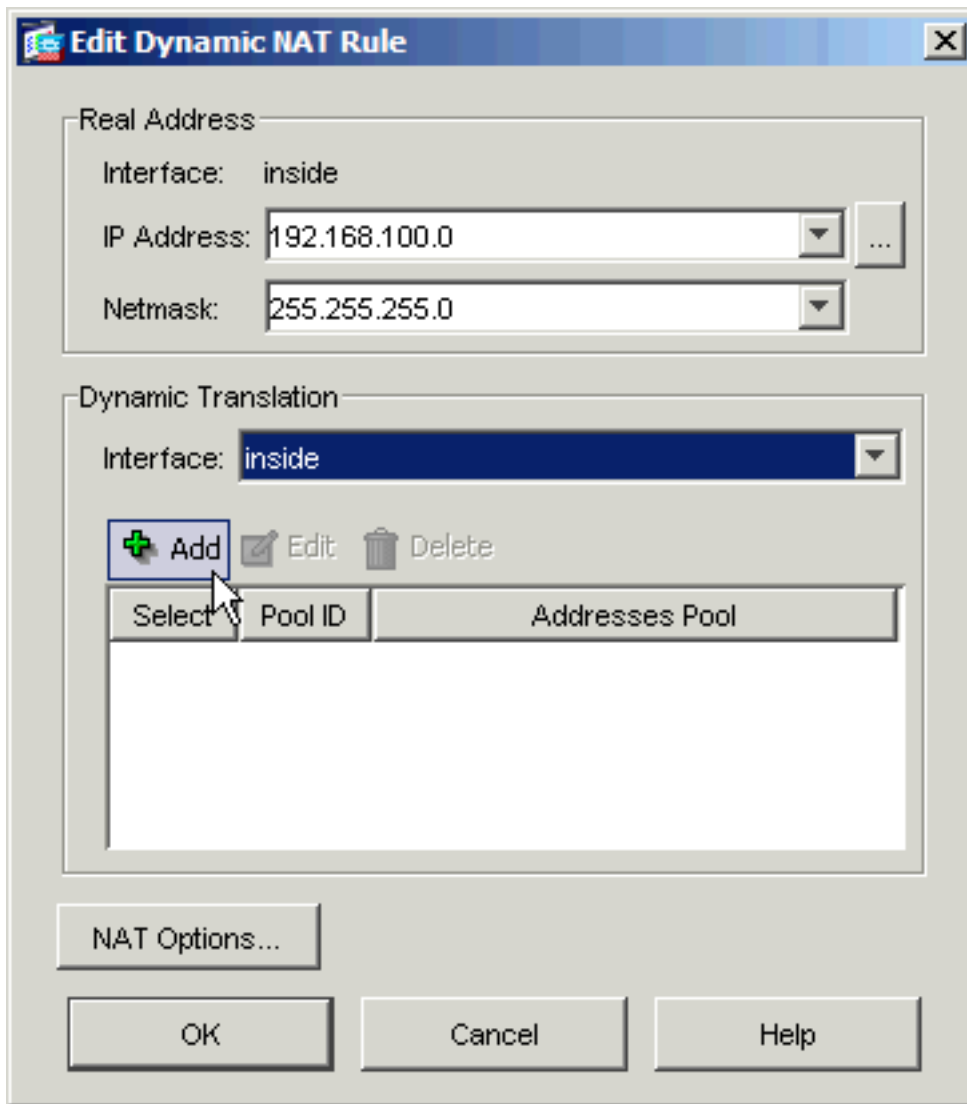 Edit Dynamic NAT Rule
Real Address
Interface: inside
IP Address: 192.168.100.0 ...
Netmask: 255.255.255.0
Dynamic Translation
Interface: inside
Add Edit Delete
Select Pool ID Addresses Pool
NAT Options...
OK Cancel Help